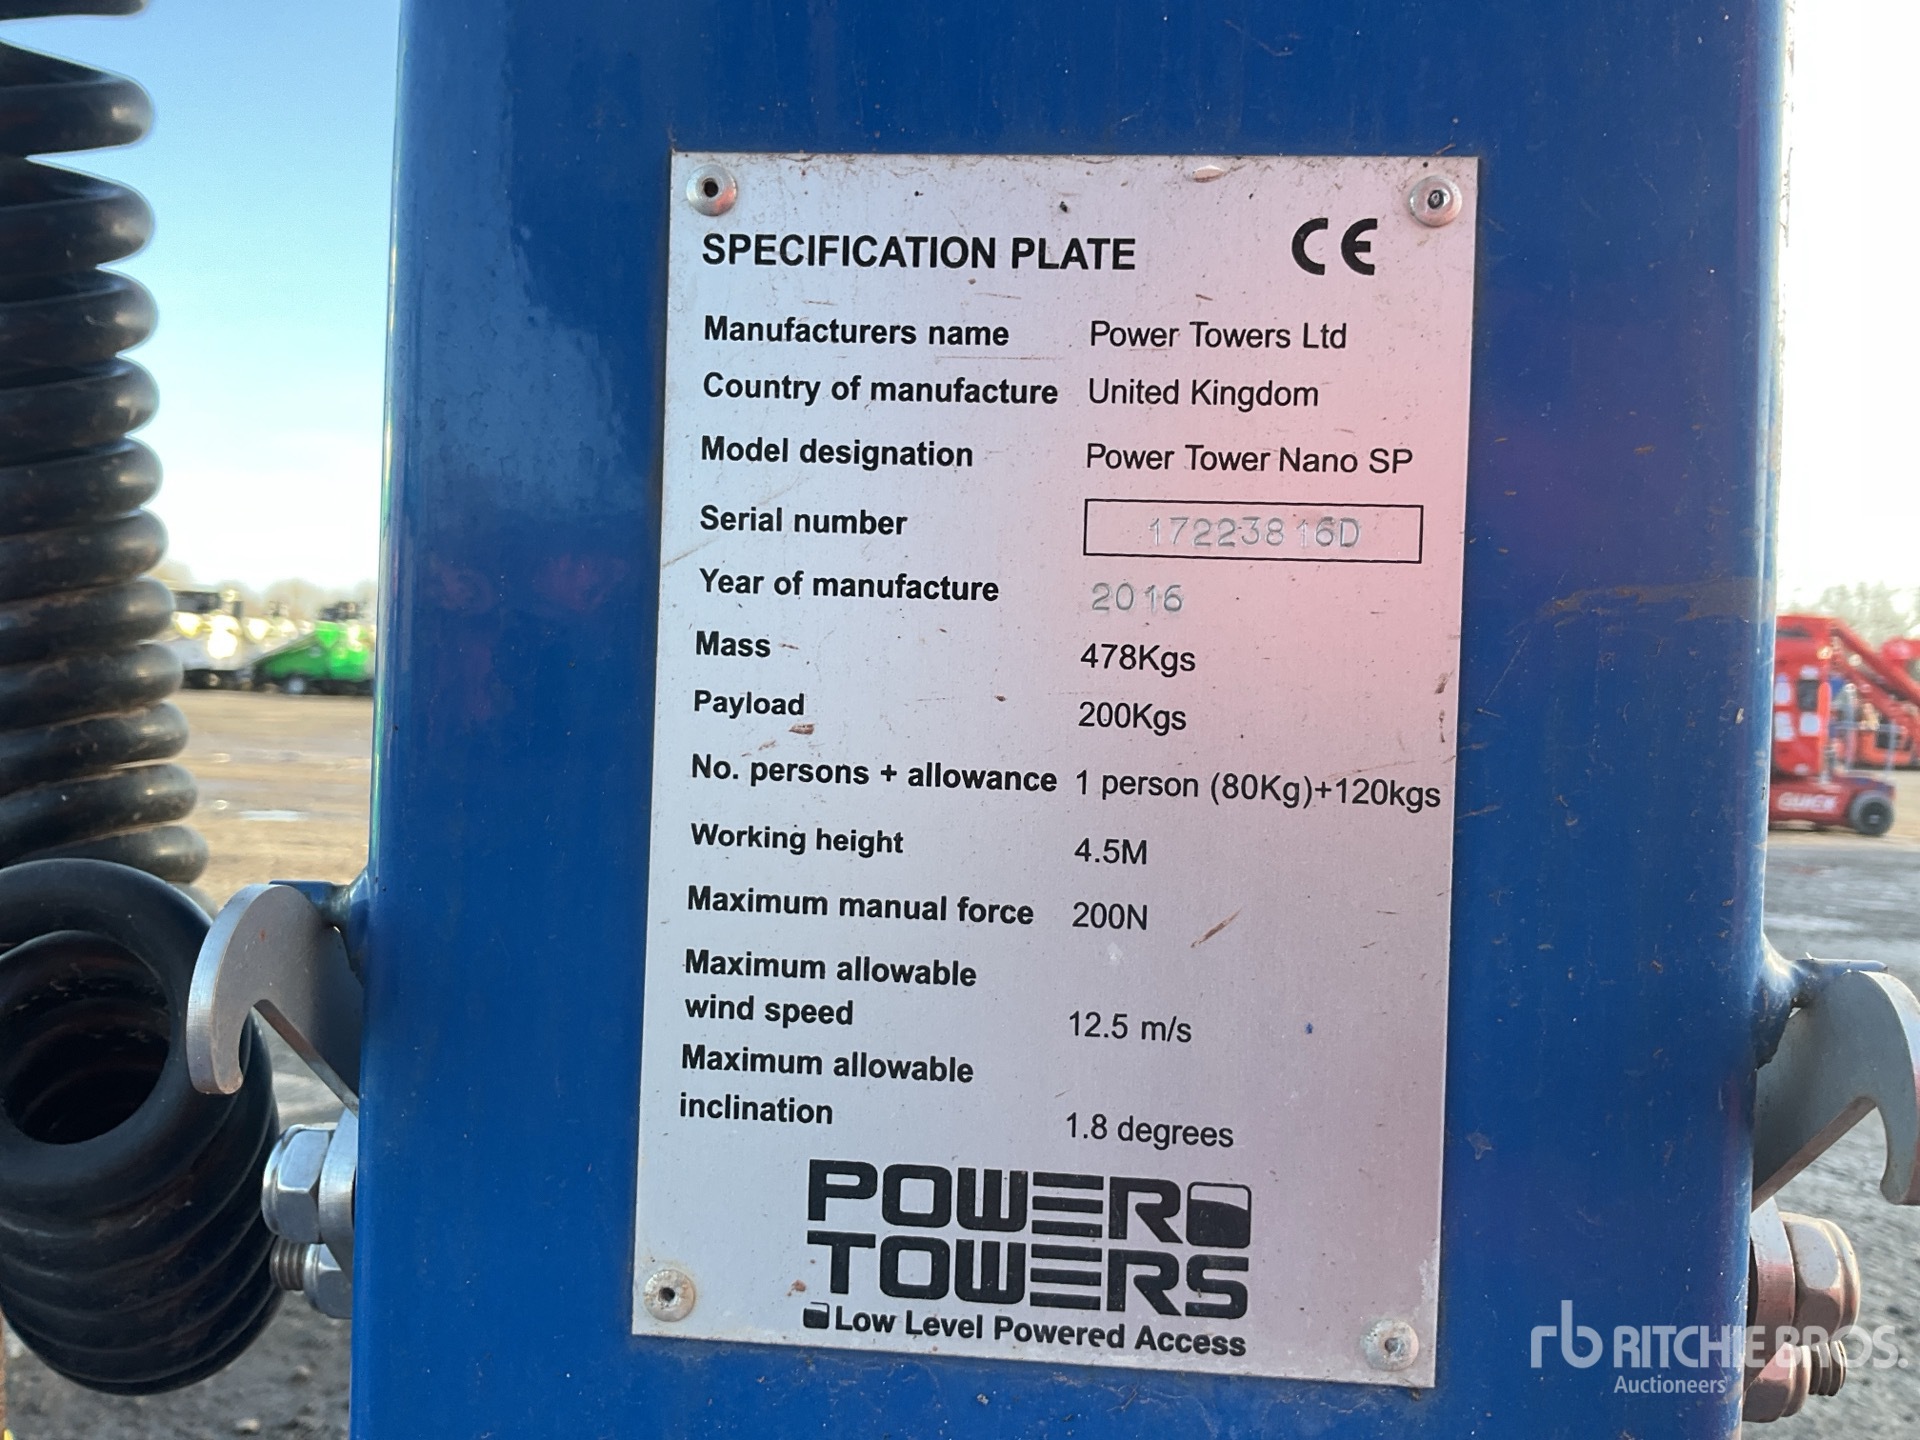 SPECIFICATION PLATE CE
Manufacturers name Power Towers Ltd
Country of manufacture United Kingdom
Model designation Power Tower Nano SP
Serial number 17223816D
Year of manufacture 2016
Mass 478Kgs
Payload 200Kgs
No. persons + allowance 1 person (80Kg)+120kgs
Working height 4.5M
Maximum manual force 200N
Maximum allowable
wind speed 12.5 m/s
Maximum allowable
inclination 1.8 degrees
POWER
TOWERS
Low Level Powered Access
QUICK
rb RITCHIE BROS.
Auctioneers